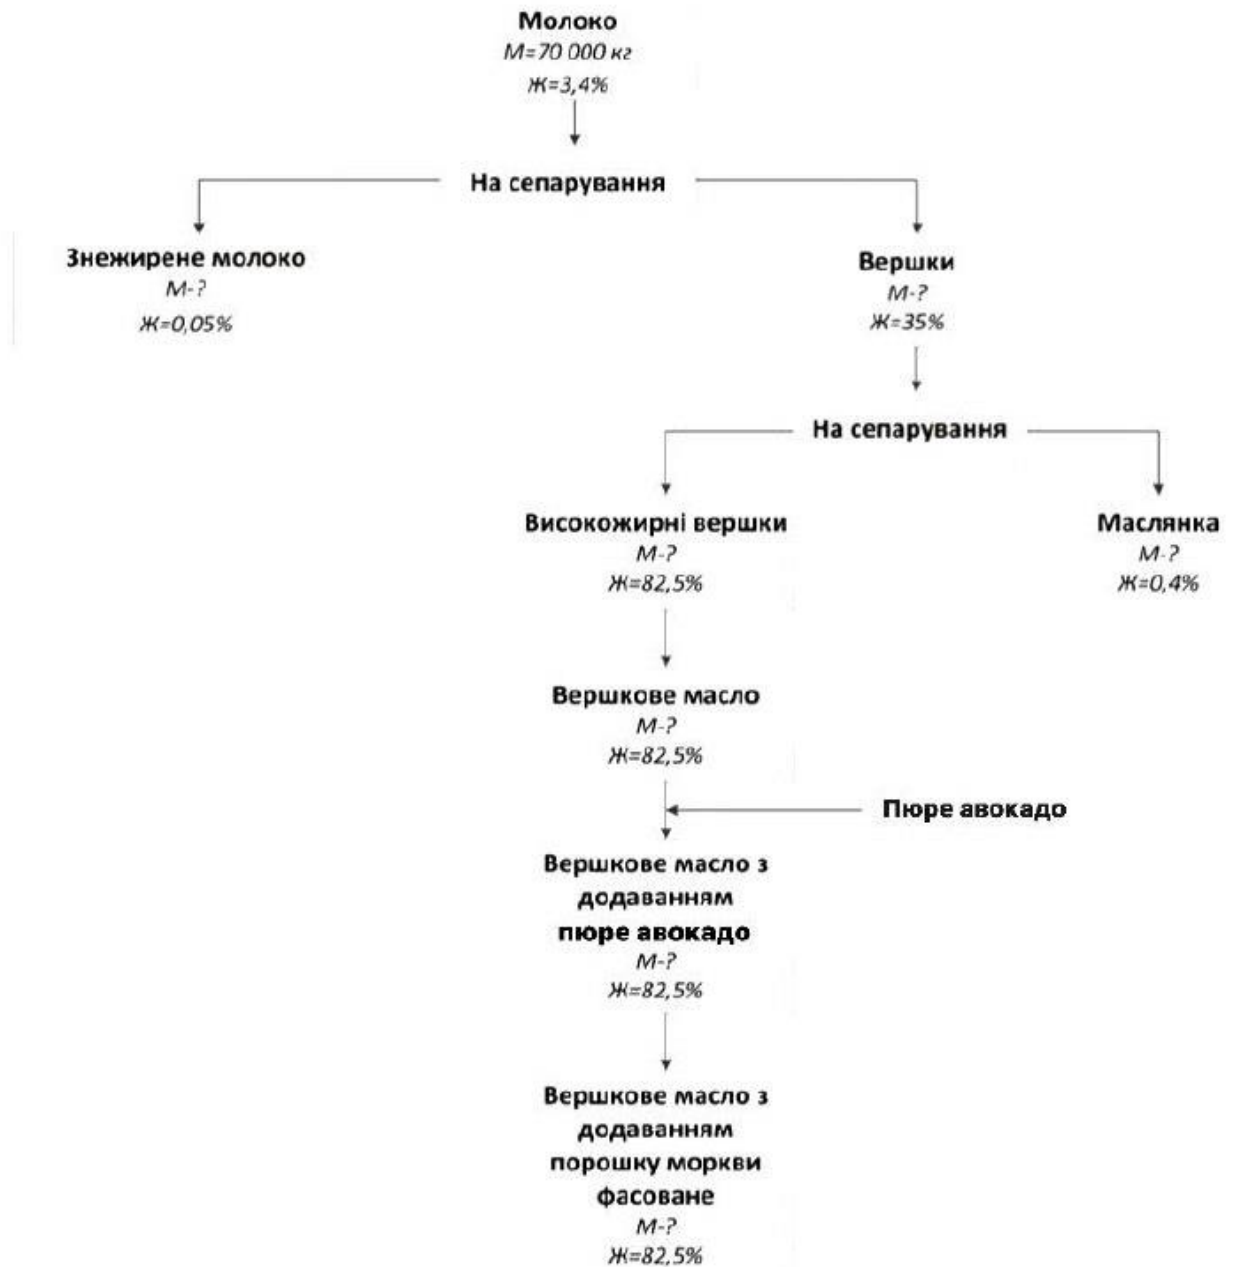 Молоко
М=70 000 кг
Ж=3,4%
На сепарування
Знежирене молоко
М-?
Ж=0,05%
Вершки
М-?
Ж=35%
На сепарування
Високожирні вершки
М-?
Ж=82,5%
Маслянка
М-?
Ж=0,4%
Вершкове масло
М-?
Ж=82,5%
Пюре авокадо
Вершкове масло з
додаванням
пюре авокадо
М-?
Ж=82,5%
Вершкове масло з
додаванням
порошку моркви
фасоване
М-?
Ж=82,5%